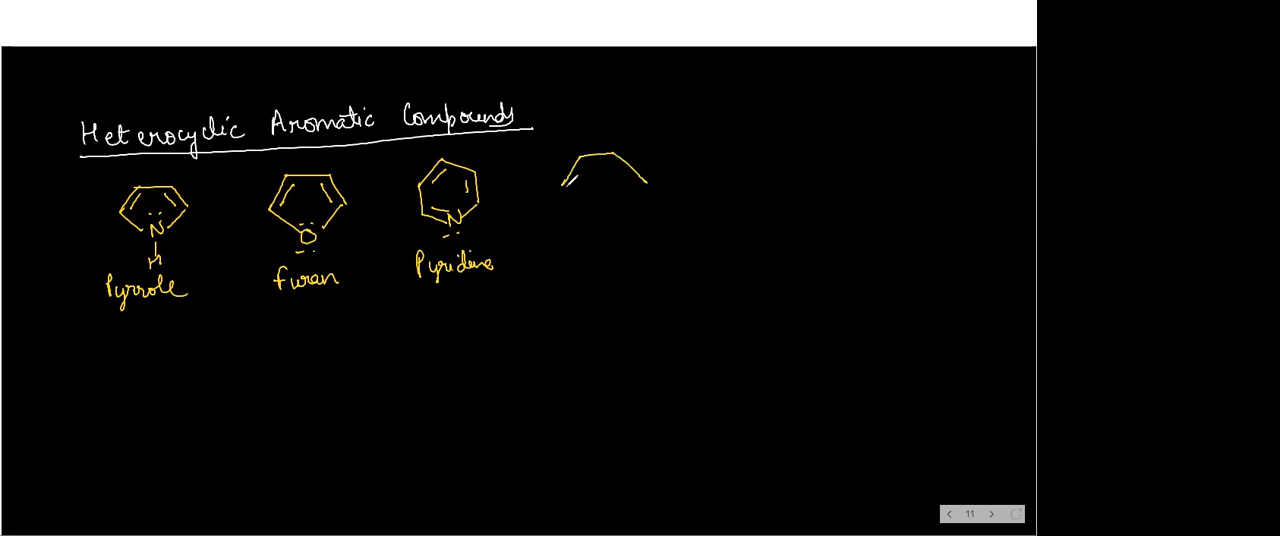 Heterocyclic Aromatic Compounds
N
H
Pyrrole
O
furan
N
Pyridine
11